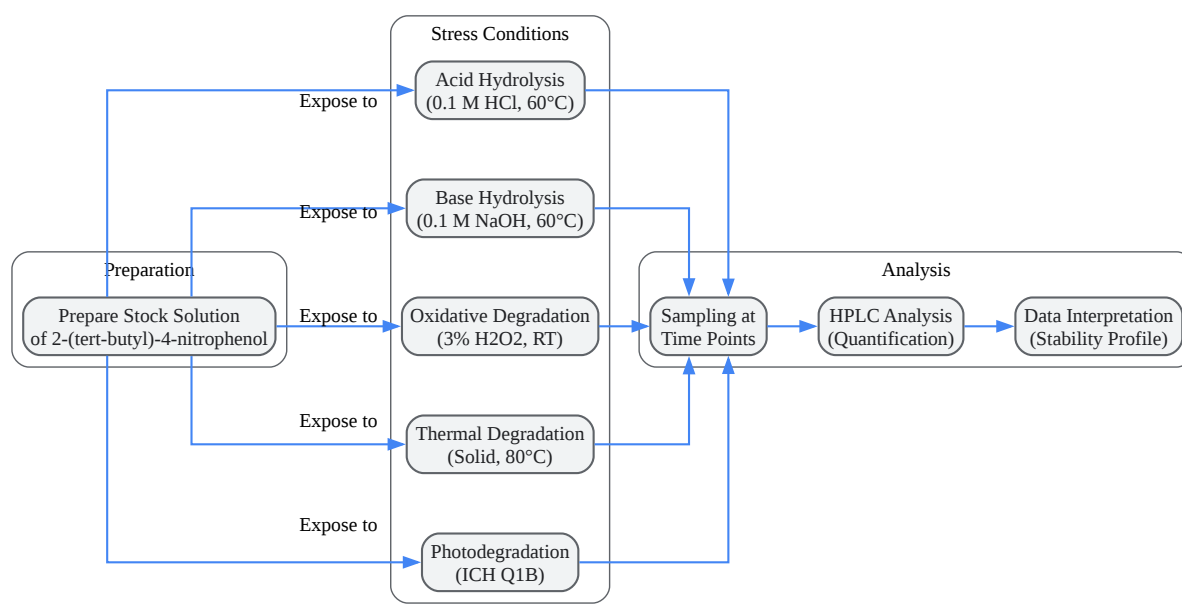 Stress Conditions
Acid Hydrolysis
(0.1 M HCl, 60°C)
Expose to
Base Hydrolysis
(0.1 M NaOH, 60°C)
Expose to
Preparation
Prepare Stock Solution
of 2-(tert-butyl)-4-nitrophenol
Expose to
Oxidative Degradation
(3% H2O2, RT)
Analysis
Sampling at
Time Points
HPLC Analysis
(Quantification)
Data Interpretation
(Stability Profile)
Expose to
Thermal Degradation
(Solid, 80°C)
Expose to
Photodegradation
(ICH Q1B)